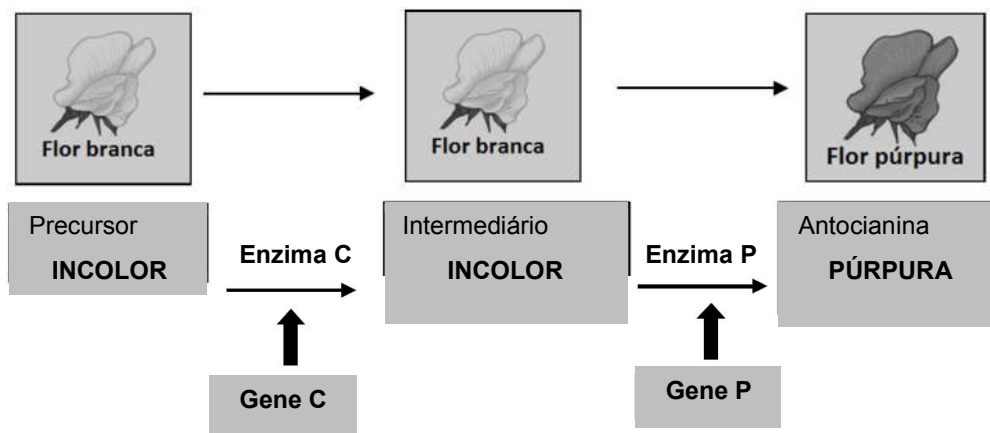 Flor branca
Flor branca
Flor púrpura
Precursor
INCOLOR
Enzima C
Intermediário
INCOLOR
Enzima P
Antocianina
PÚRPURA
Gene C
Gene P